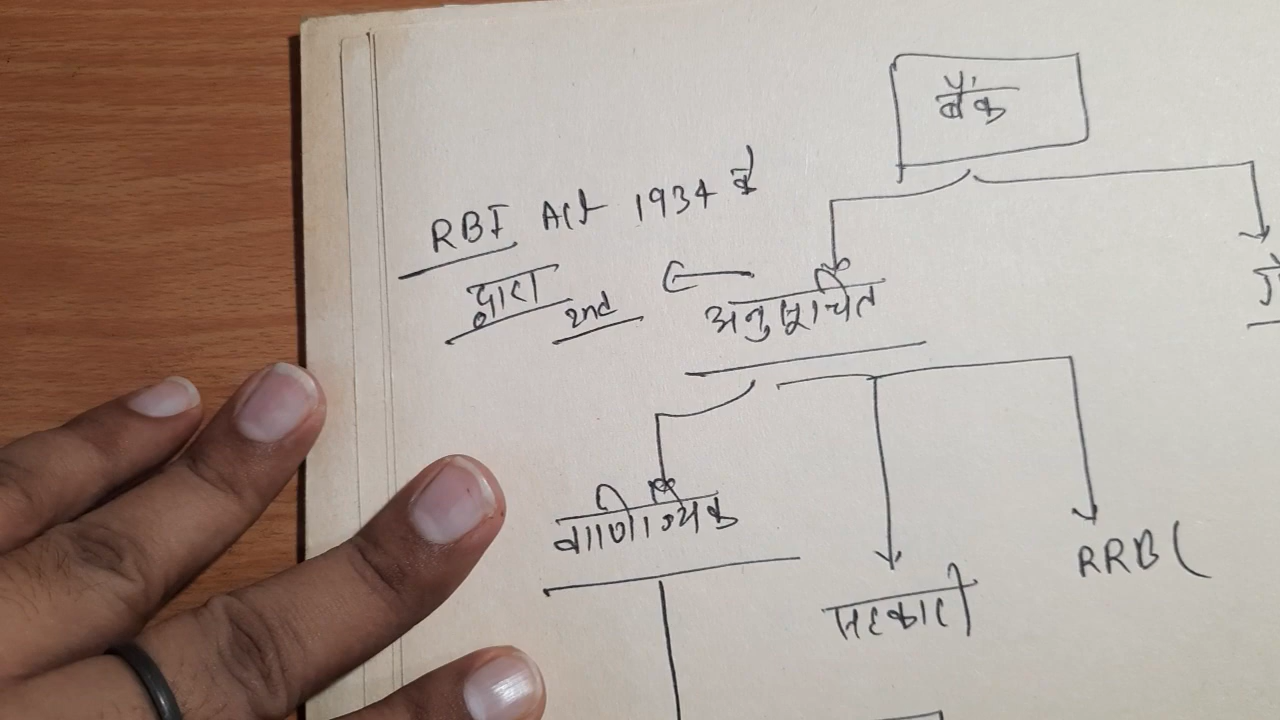 बैंक
RBI Act 1934 के
द्वारा 2nd
अनुसूचित
वाणिज्यिक
सहकारी
RRB (